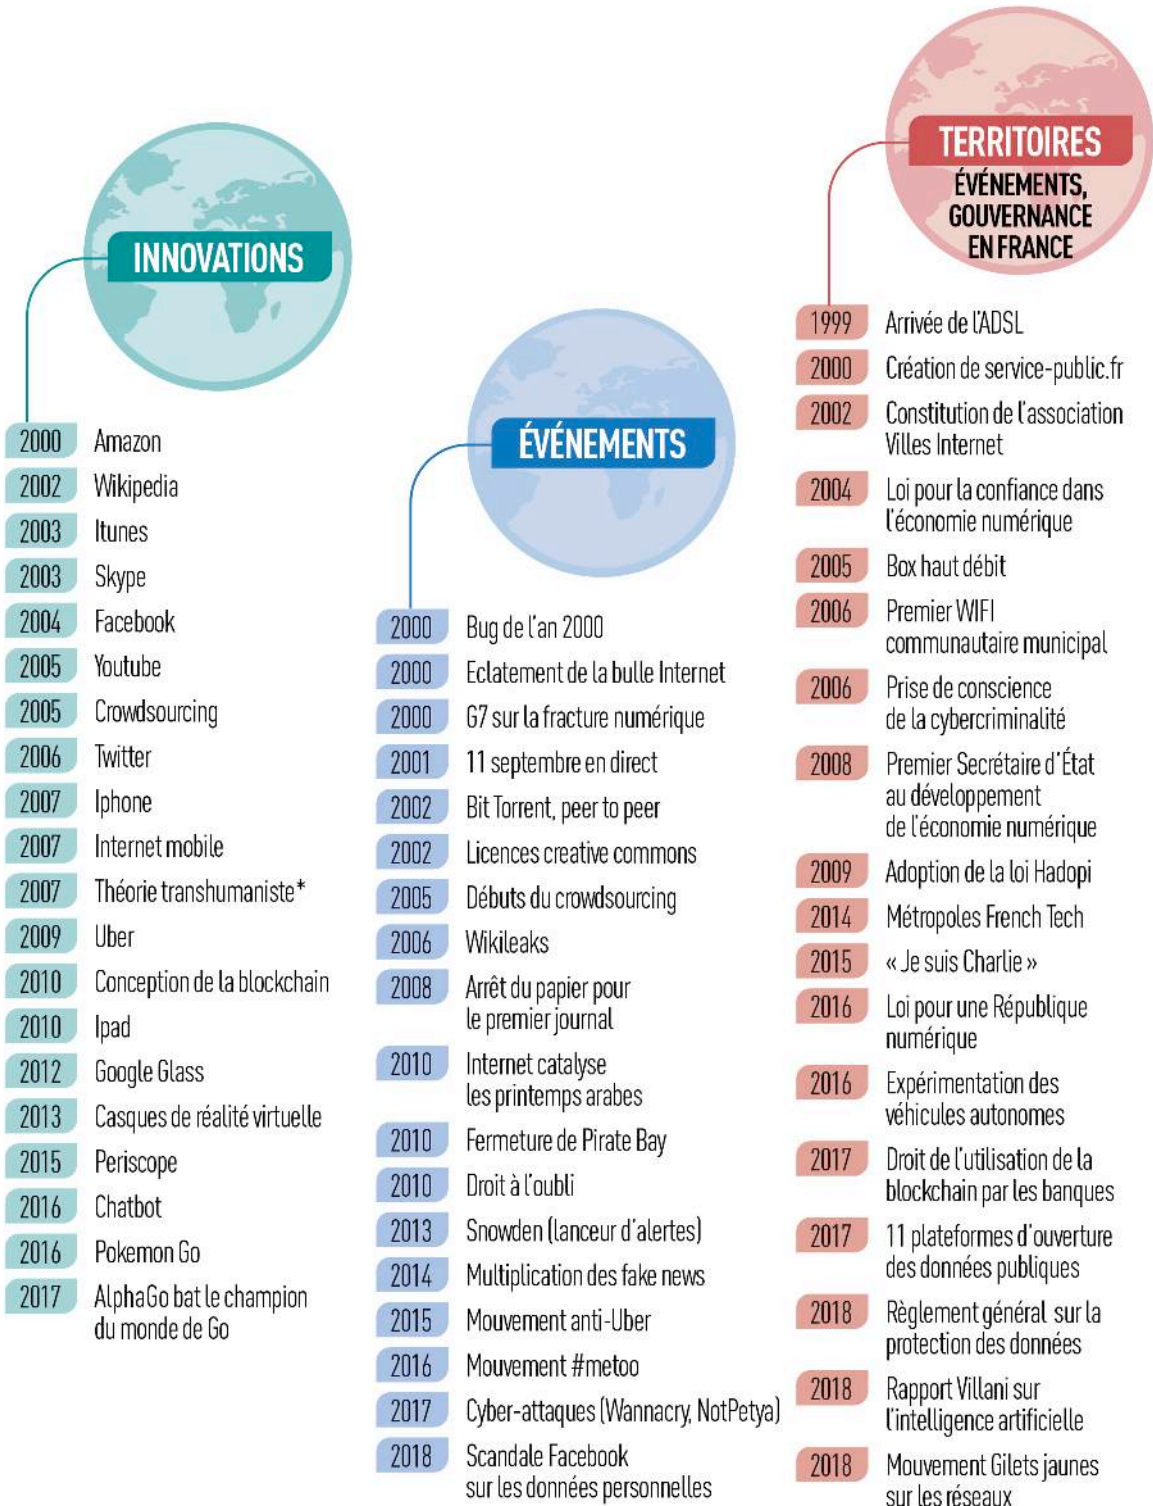 INNOVATIONS
2000 Amazon
2002 Wikipedia
2003 Itunes
2003 Skype
2004 Facebook
2005 Youtube
2005 Crowdsourcing
2006 Twitter
2007 Iphone
2007 Internet mobile
2007 Théorie transhumaniste*
2009 Uber
2010 Conception de la blockchain
2010 Ipad
2012 Google Glass
2013 Casques de réalité virtuelle
2015 Periscope
2016 Chatbot
2016 Pokemon Go
2017 AlphaGo bat le champion
du monde de Go
ÉVÉNEMENTS
2000 Bug de l'an 2000
2000 Eclatement de la bulle Internet
2000 G7 sur la fracture numérique
2001 11 septembre en direct
2002 Bit Torrent, peer to peer
2002 Licences creative commons
2005 Débuts du crowdsourcing
2006 Wikileaks
2008 Arrêt du papier pour
le premier journal
2010 Internet catalyse
les printemps arabes
2010 Fermeture de Pirate Bay
2010 Droit à l'oubli
2013 Snowden (lanceur d'alertes)
2014 Multiplication des fake news
2015 Mouvement anti-Uber
2016 Mouvement #metoo
2017 Cyber-attaques (Wannacry, NotPetya)
2018 Scandale Facebook
sur les données personnelles
TERRITOIRES
ÉVÉNEMENTS,
GOUVERNANCE
EN FRANCE
1999 Arrivée de l'ADSL
2000 Création de service-public.fr
2002 Constitution de l'association
Villes Internet
2004 Loi pour la confiance dans
l'économie numérique
2005 Box haut débit
2006 Premier WIFI
communautaire municipal
2006 Prise de conscience
de la cybercriminalité
2008 Premier Secrétaire d'État
au développement
de l'économie numérique
2009 Adoption de la loi Hadopi
2014 Métropoles French Tech
2015 « Je suis Charlie »
2016 Loi pour une République
numérique
2016 Expérimentation des
véhicules autonomes
2017 Droit de l'utilisation de la
blockchain par les banques
2017 11 plateformes d'ouverture
des données publiques
2018 Règlement général sur la
protection des données
2018 Rapport Villani sur
l'intelligence artificielle
2018 Mouvement Gilets jaunes
sur les réseaux